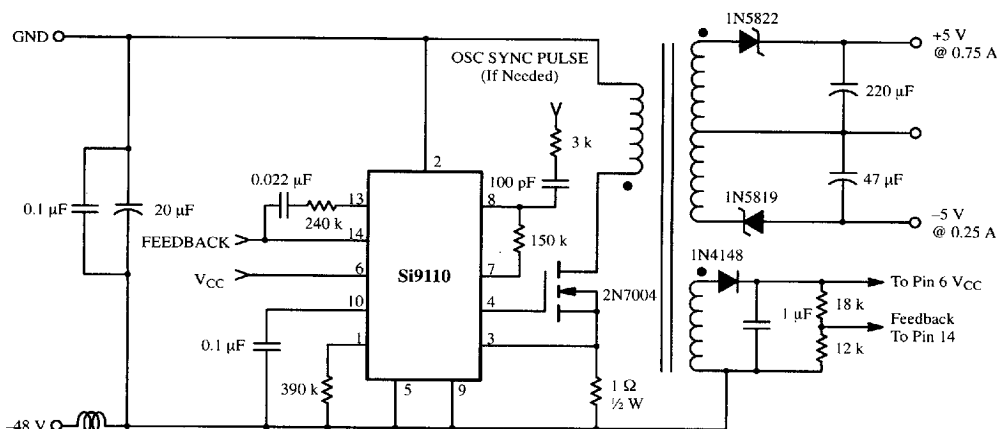 GND
OSC SYNC PULSE
(If Needed)
1N5822
+5 V
@ 0.75 A
220 µF
3 k
2
0.022 µF
100 pF
47 µF
0.1 µF
20 µF
13
8
240 k
1N5819
–5 V
@ 0.25 A
FEEDBACK
14
150 k
Si9110
7
1N4148
V_CC
6
2N7004
To Pin 6 V_CC
10
4
18 k
1 µF
Feedback
To Pin 14
0.1 µF
1
3
12 k
390 k
5
9
1 Ω
½ W
–48 V